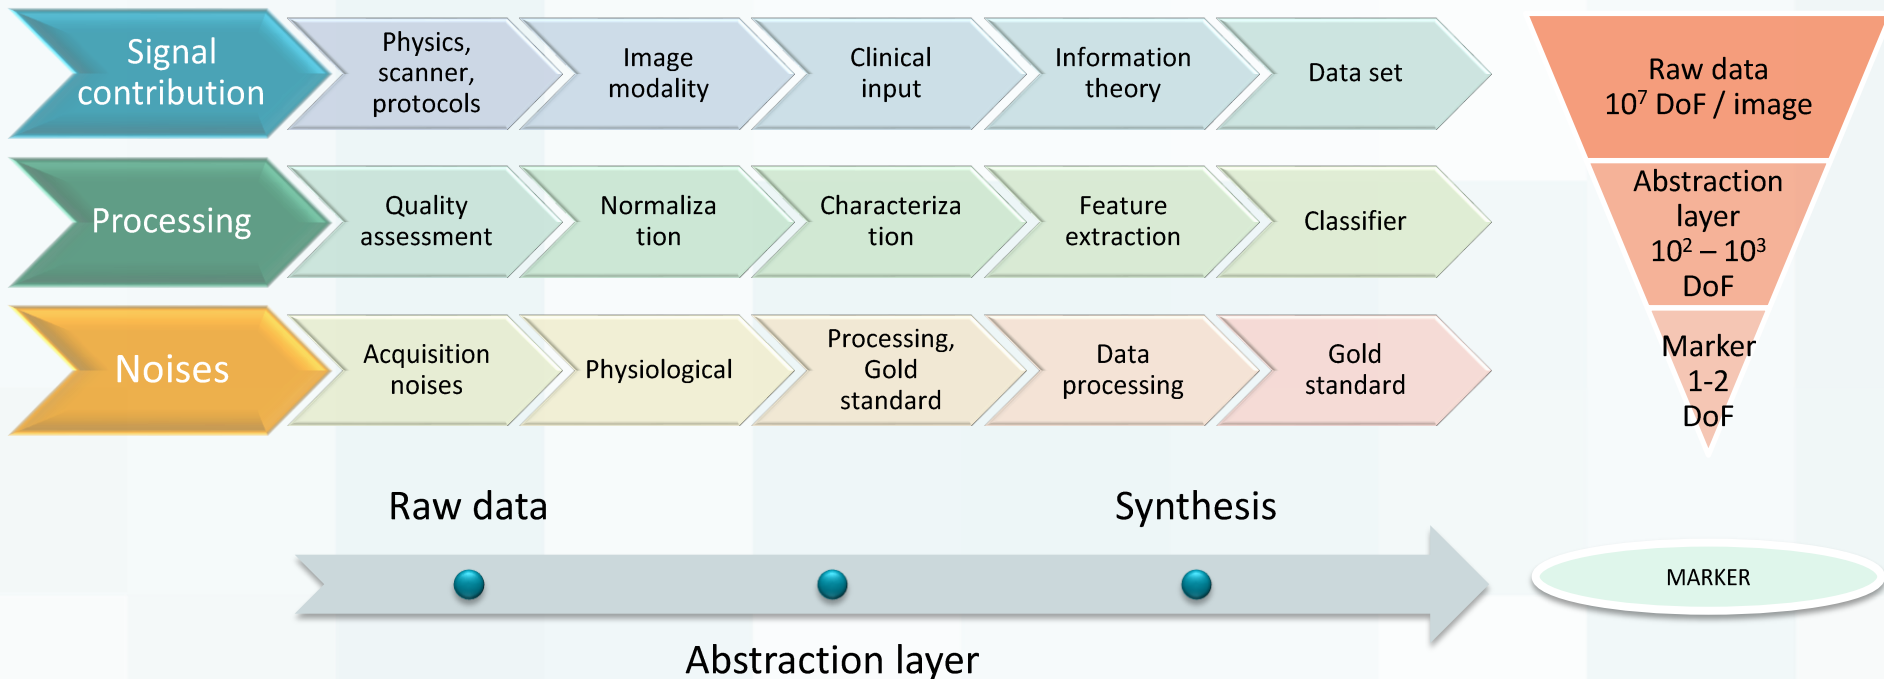 Signal
contribution
Physics,
scanner,
protocols
Image
modality
Clinical
input
Information
theory
Data set
Raw data
10⁷ DoF / image
Processing
Quality
assessment
Normaliza
tion
Characteriza
tion
Feature
extraction
Classifier
Abstraction
layer
10² – 10³
DoF
Noises
Acquisition
noises
Physiological
Processing,
Gold
standard
Data
processing
Gold
standard
Marker
1-2
DoF
Raw data
Synthesis
MARKER
Abstraction layer